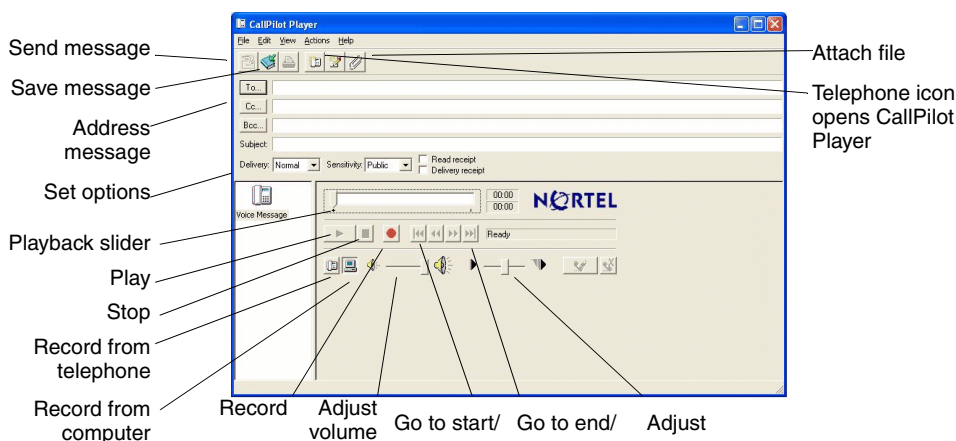 CallPilot Player
File Edit View Actions Help
Send message
Save message
Address
message
Set options
Playback slider
Play
Stop
Record from
telephone
Record from
computer
To...
Cc...
Bcc...
Subject:
Delivery: Normal Sensitivity: Public Read receipt
Delivery receipt
Voice Message
00:00
00:00
NORTEL
Ready
Attach file
Telephone icon
opens CallPilot
Player
Record
Adjust
volume
Go to start/
Go to end/
Adjust